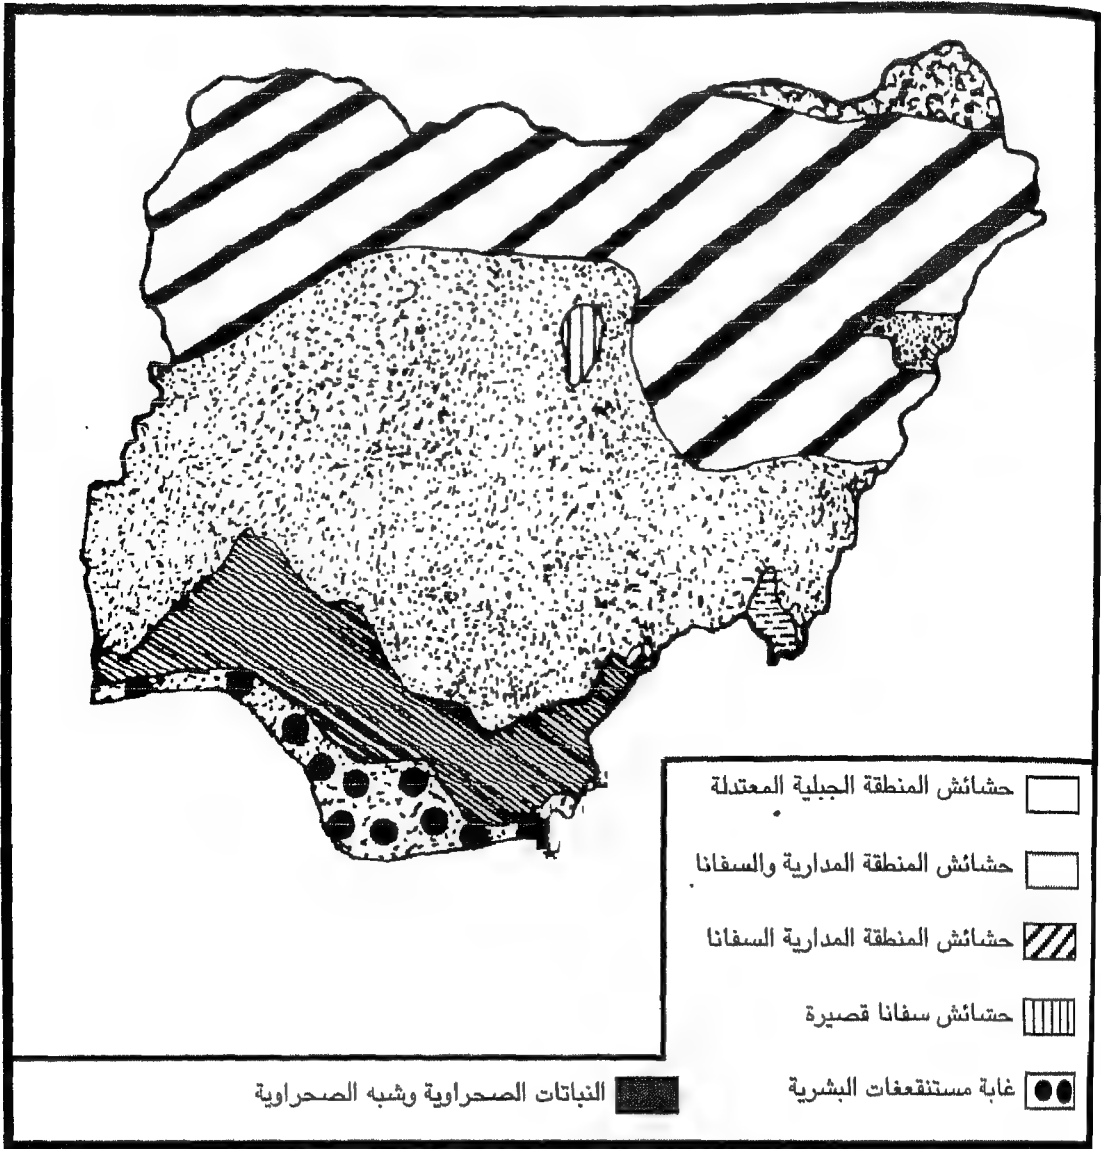 حشائش المنطقة الجبلية المعتدلة
حشائش المنطقة المدارية والسفانا
حشائش المنطقة المدارية السفانا
حشائش سفانا قصيرة
غابة مستنقعفات البشرية
النباتات الصحراوية وشبه الصحراوية